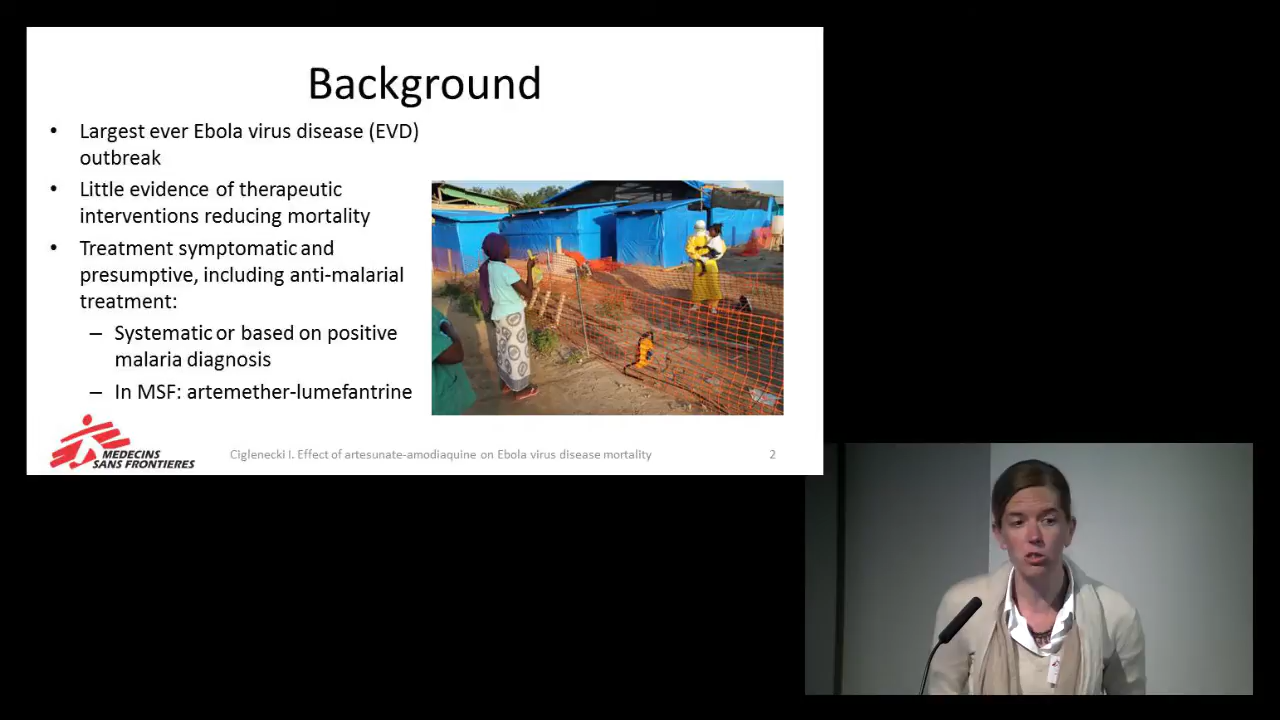 Background
• Largest ever Ebola virus disease (EVD)
outbreak
• Little evidence of therapeutic
interventions reducing mortality
• Treatment symptomatic and
presumptive, including anti-malarial
treatment:
– Systematic or based on positive
malaria diagnosis
– In MSF: artemether-lumefantrine
MEDECINS
SANS FRONTIERES
Ciglenecki I. Effect of artesunate-amodiaquine on Ebola virus disease mortality
2